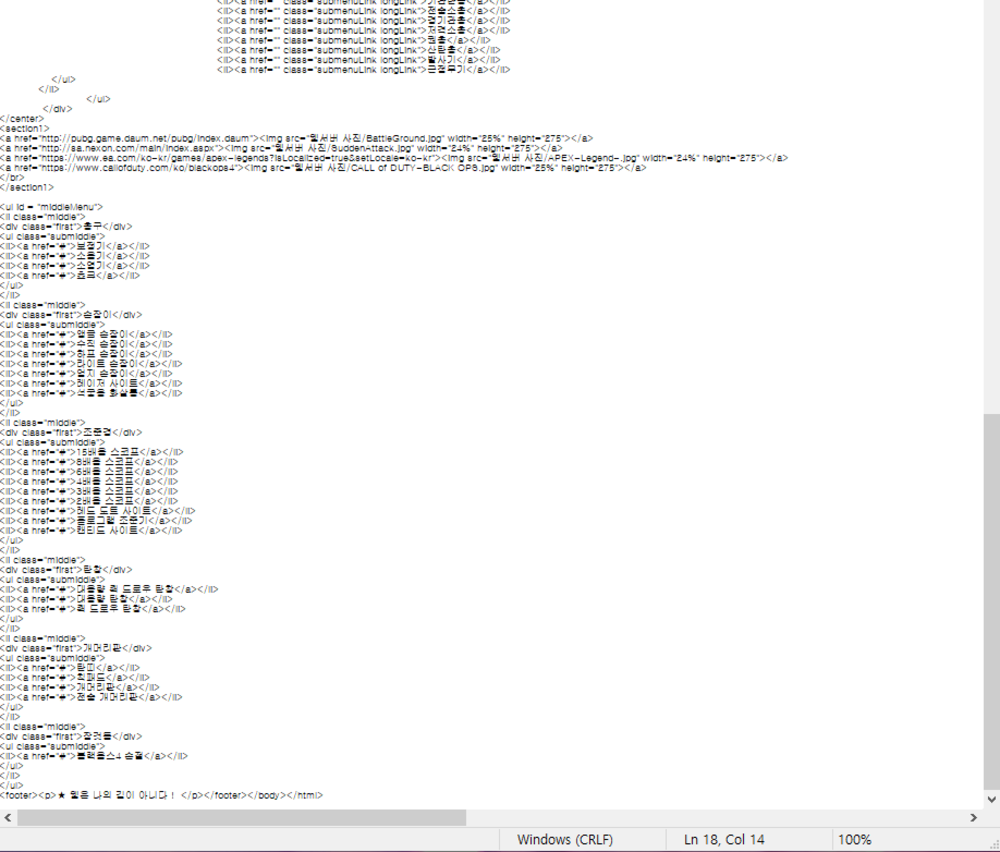 <li><a href="" class="submenuLink longLink">기관단총</a></li>
<li><a href="" class="submenuLink longLink">전술소총</a></li>
<li><a href="" class="submenuLink longLink">경기관총</a></li>
<li><a href="" class="submenuLink longLink">저격소총</a></li>
<li><a href="" class="submenuLink longLink">권총</a></li>
<li><a href="" class="submenuLink longLink">산탄총</a></li>
<li><a href="" class="submenuLink longLink">발사기</a></li>
<li><a href="" class="submenuLink longLink">근접무기</a></li>
</ul>
</li>
</ul>
</div>
</center>
<section1>
<a href="http://pubg.game.daum.net/pubg/index.daum"><img src="웹서버 사진/BattleGround.jpg" width="25%" height="275"></a>
<a href="http://sa.nexon.com/main/index.aspx"><img src="웹서버 사진/SuddenAttack.jpg" width="24%" height="275"></a>
<a href="https://www.ea.com/ko-kr/games/apex-legends?isLocalized=true&setLocale=ko-kr"><img src="웹서버 사진/APEX-Legend-.jpg" width="24%" height="275"></a>
<a href="https://www.callofduty.com/ko/blackops4"><img src="웹서버 사진/CALL of DUTY-BLACK OPS.jpg" width="25%" height="275"></a>
</br>
</section1>
<ul id = "middleMenu">
<li class="middle">
<div class="first">총구</div>
<ul class="submiddle">
<li><a href="#">보정기</a></li>
<li><a href="#">소음기</a></li>
<li><a href="#">소염기</a></li>
<li><a href="#">쵸크</a></li>
</ul>
</li>
<li class="middle">
<div class="first">손잡이</div>
<ul class="submiddle">
<li><a href="#">앵글 손잡이</a></li>
<li><a href="#">수직 손잡이</a></li>
<li><a href="#">하프 손잡이</a></li>
<li><a href="#">라이트 손잡이</a></li>
<li><a href="#">엄지 손잡이</a></li>
<li><a href="#">레이저 사이트</a></li>
<li><a href="#">석궁용 화살통</a></li>
</ul>
</li>
<li class="middle">
<div class="first">조준경</div>
<ul class="submiddle">
<li><a href="#">15배율 스코프</a></li>
<li><a href="#">8배율 스코프</a></li>
<li><a href="#">6배율 스코프</a></li>
<li><a href="#">4배율 스코프</a></li>
<li><a href="#">3배율 스코프</a></li>
<li><a href="#">2배율 스코프</a></li>
<li><a href="#">레드 도트 사이트</a></li>
<li><a href="#">홀로그램 조준기</a></li>
<li><a href="#">캔티드 사이트</a></li>
</ul>
</li>
<li class="middle">
<div class="first">탄창</div>
<ul class="submiddle">
<li><a href="#">대용량 퀵 드로우 탄창</a></li>
<li><a href="#">대용량 탄창</a></li>
<li><a href="#">퀵 드로우 탄창</a></li>
</ul>
</li>
<li class="middle">
<div class="first">개머리판</div>
<ul class="submiddle">
<li><a href="#">탄띠</a></li>
<li><a href="#">칙패드</a></li>
<li><a href="#">개머리판</a></li>
<li><a href="#">전술 개머리판</a></li>
</ul>
</li>
<li class="middle">
<div class="first">잘컷들</div>
<ul class="submiddle">
<li><a href="#">블랙옵스4 손절</a></li>
</ul>
</li>
</ul>
<footer><p>★ 웹은 나의 길이 아니다 ! </p></footer></body></html>
Windows (CRLF)
Ln 18, Col 14
100%